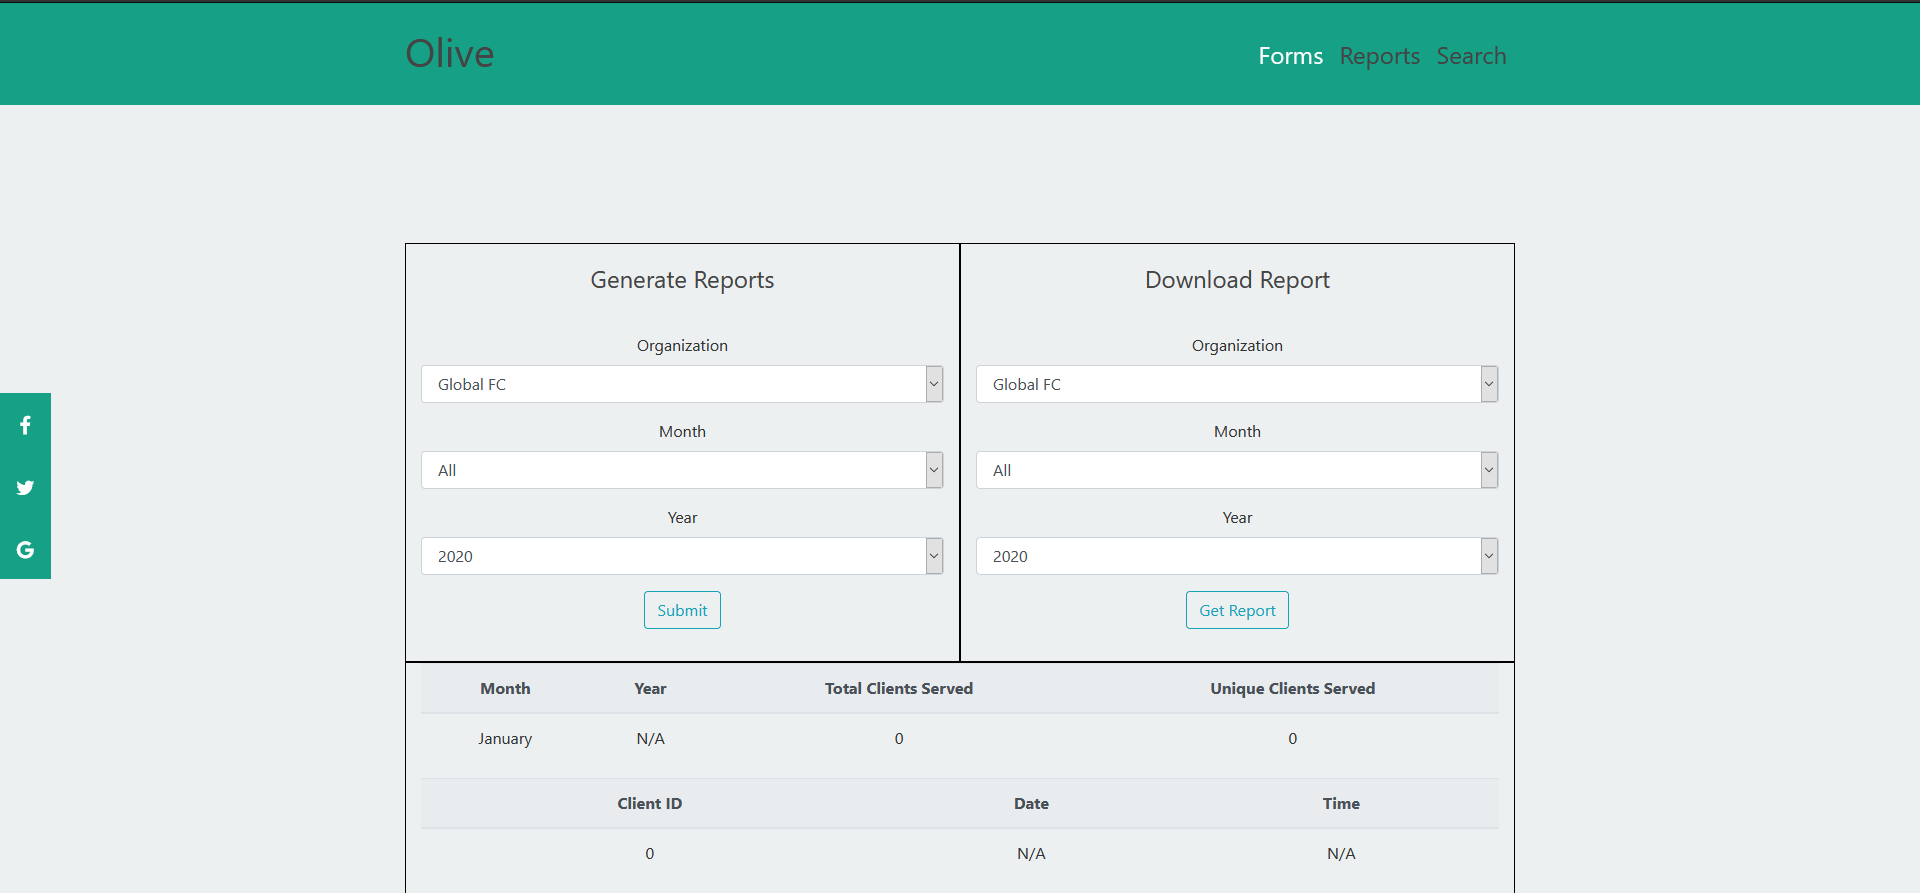 Olive
Forms Reports Search
Generate Reports
Organization
Global FC
Month
All
Year
2020
Submit
Download Report
Organization
Global FC
Month
All
Year
2020
Get Report
Month Year Total Clients Served Unique Clients Served
January N/A 0 0
Client ID Date Time
0 N/A N/A